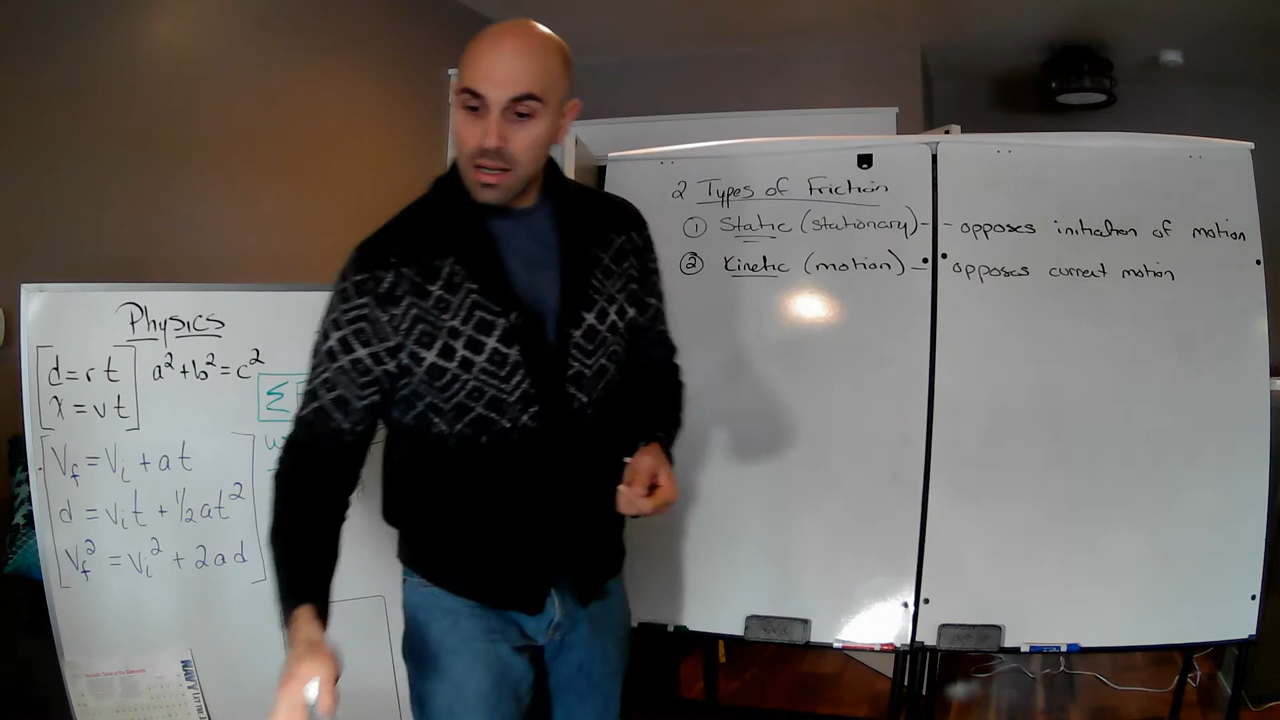 Physics
d = r t
x = v t
a² + b² = c²
Σ
V_f = V_i + a t
d = v_i t + ½ a t²
V_f² = v_i² + 2 a d
2 Types of Friction
① Static (stationary) - - opposes initiation of motion
② Kinetic (motion) - opposes current motion